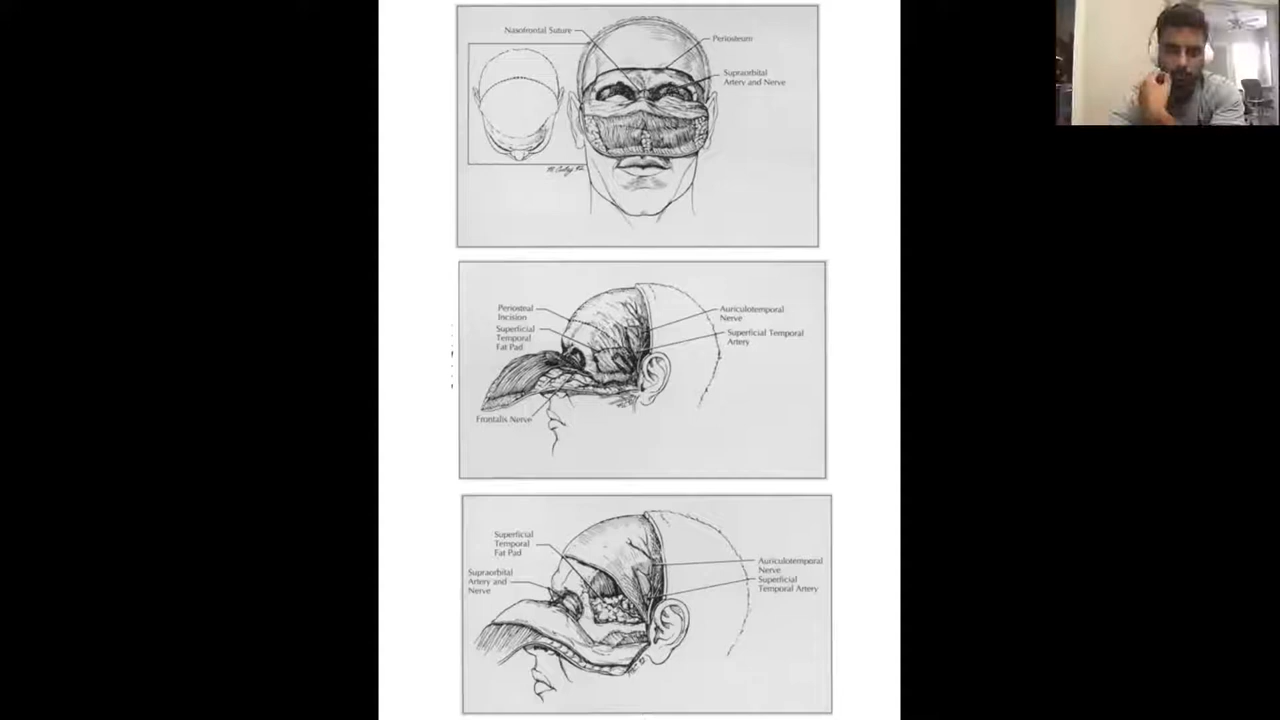 Nasofrontal Suture
Periosteum
Supraorbital
Artery and Nerve
Periosteal
Incision
Superficial
Temporal
Fat Pad
Auriculotemporal
Nerve
Superficial Temporal
Artery
Frontalis Nerve
Superficial
Temporal
Fat Pad
Supraorbital
Artery and
Nerve
Auriculotemporal
Nerve
Superficial
Temporal Artery